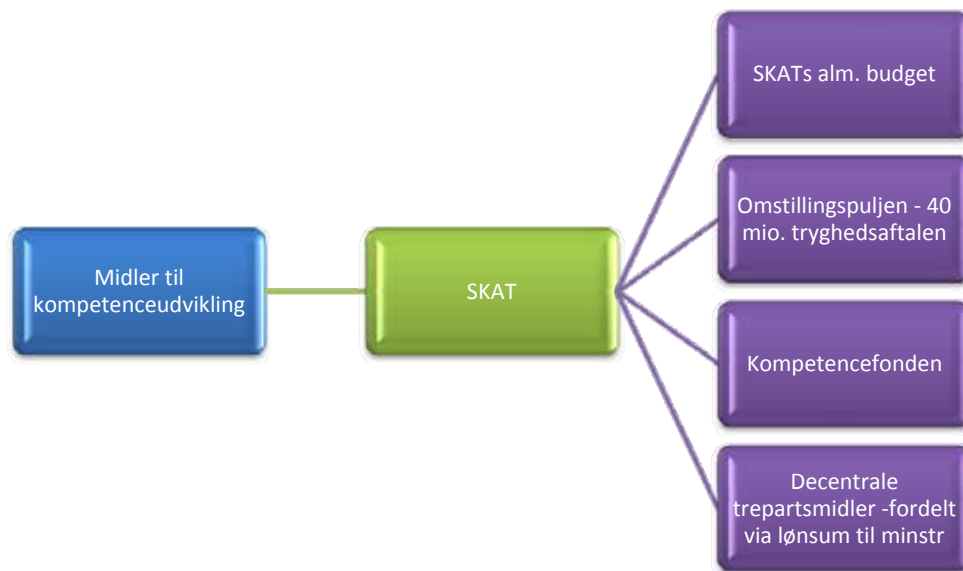 Midler til
kompetenceudvikling
SKAT
SKATs alm. budget
Omstillingspuljen - 40
mio. tryghedsaftalen
Kompetencefonden
Decentrale
trepartsmidler -fordelt
via lønsum til minstr